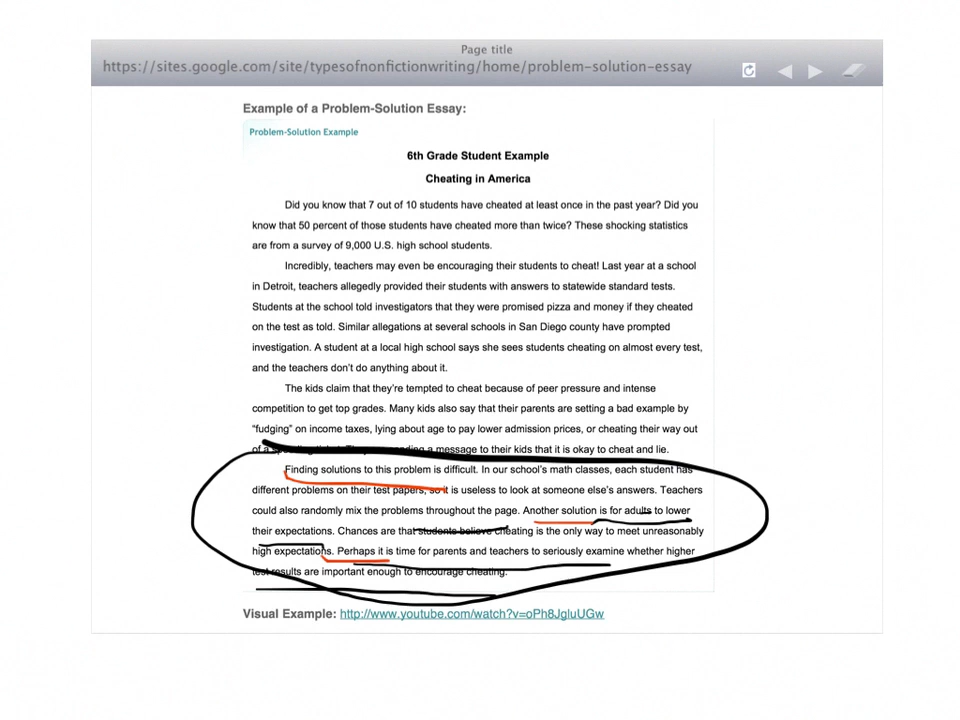 Page title
https://sites.google.com/site/typesofnonfictionwriting/home/problem-solution-essay
Example of a Problem-Solution Essay:
Problem-Solution Example
6th Grade Student Example
Cheating in America
Did you know that 7 out of 10 students have cheated at least once in the past year? Did you
know that 50 percent of those students have cheated more than twice? These shocking statistics
are from a survey of 9,000 U.S. high school students.
Incredibly, teachers may even be encouraging their students to cheat! Last year at a school
in Detroit, teachers allegedly provided their students with answers to statewide standard tests.
Students at the school told investigators that they were promised pizza and money if they cheated
on the test as told. Similar allegations at several schools in San Diego county have prompted
investigation. A student at a local high school says she sees students cheating on almost every test,
and the teachers don't do anything about it.
The kids claim that they're tempted to cheat because of peer pressure and intense
competition to get top grades. Many kids also say that their parents are setting a bad example by
"fudging" on income taxes, lying about age to pay lower admission prices, or cheating their way out
of a message to their kids that it is okay to cheat and lie.
Finding solutions to this problem is difficult. In our school's math classes, each student has
different problems on their test papers, so it is useless to look at someone else's answers. Teachers
could also randomly mix the problems throughout the page. Another solution is for adults to lower
their expectations. Chances are that students believe cheating is the only way to meet unreasonably
high expectations. Perhaps it is time for parents and teachers to seriously examine whether higher
test results are important enough to encourage cheating.
Visual Example: http://www.youtube.com/watch?v=oPh8JgluUGw